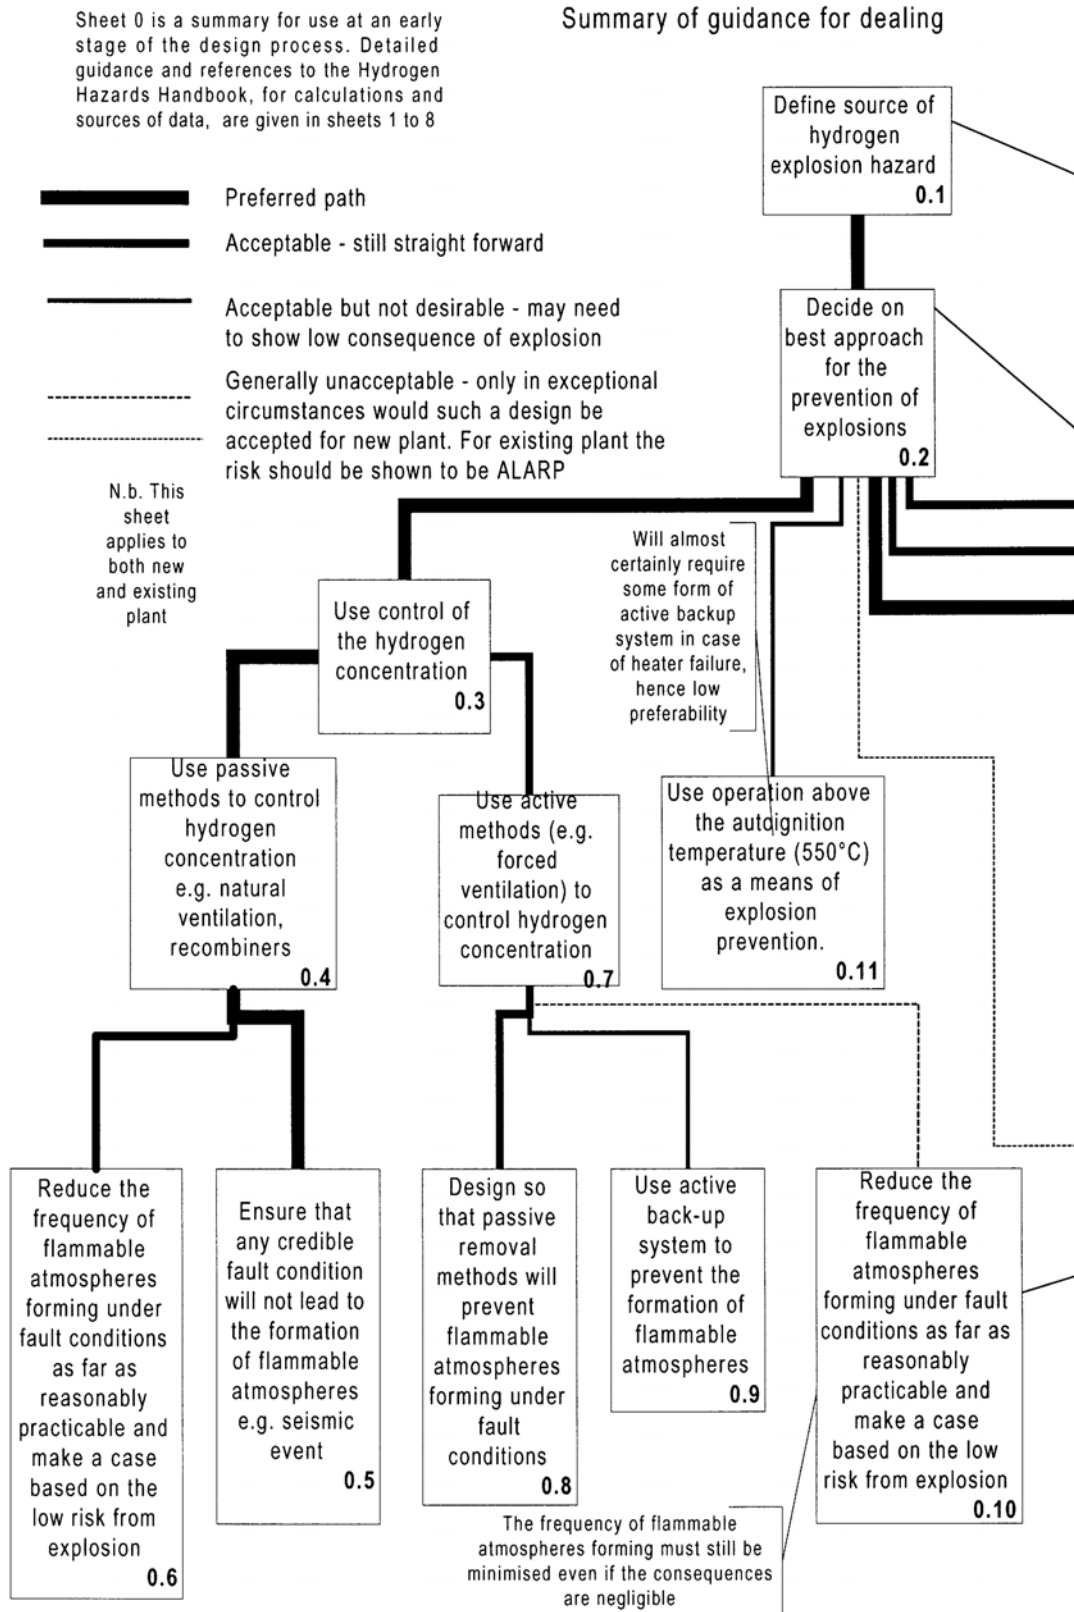 Sheet 0 is a summary for use at an early
stage of the design process. Detailed
guidance and references to the Hydrogen
Hazards Handbook, for calculations and
sources of data, are given in sheets 1 to 8
Summary of guidance for dealing
Define source of
hydrogen
explosion hazard
0.1
Preferred path
Acceptable - still straight forward
Acceptable but not desirable - may need
to show low consequence of explosion
Generally unacceptable - only in exceptional
circumstances would such a design be
accepted for new plant. For existing plant the
risk should be shown to be ALARP
N.b. This
sheet
applies to
both new
and existing
plant
Decide on
best approach
for the
prevention of
explosions
0.2
Will almost
certainly require
some form of
active backup
system in case
of heater failure,
hence low
preferability
Use control of
the hydrogen
concentration
0.3
Use passive
methods to control
hydrogen
concentration
e.g. natural
ventilation,
recombiners
0.4
Use active
methods (e.g.
forced
ventilation) to
control hydrogen
concentration
0.7
Use operation above
the autoignition
temperature (550°C)
as a means of
explosion
prevention.
0.11
Reduce the
frequency of
flammable
atmospheres
forming under
fault conditions
as far as
reasonably
practicable and
make a case
based on the
low risk from
explosion
0.6
Ensure that
any credible
fault condition
will not lead to
the formation
of flammable
atmospheres
e.g. seismic
event
0.5
Design so
that passive
removal
methods will
prevent
flammable
atmospheres
forming under
fault
conditions
0.8
Use active
back-up
system to
prevent the
formation of
flammable
atmospheres
0.9
Reduce the
frequency of
flammable
atmospheres
forming under fault
conditions as far as
reasonably
practicable and
make a case
based on the low
risk from explosion
0.10
The frequency of flammable
atmospheres forming must still be
minimised even if the consequences
are negligible